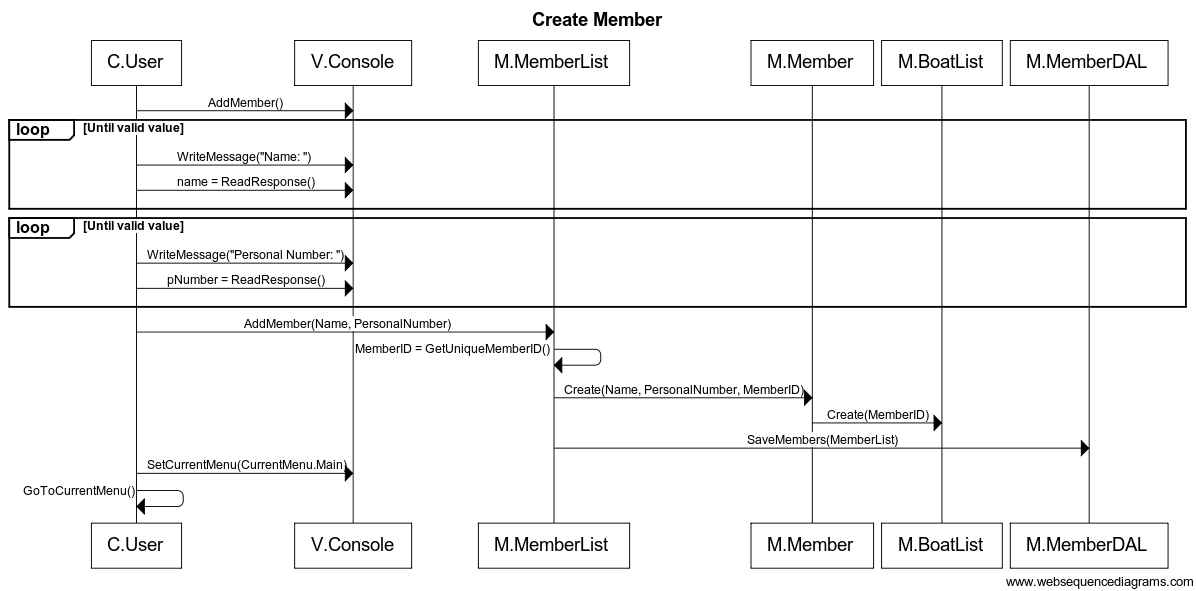 Create Member
C.User
V.Console
M.MemberList
M.Member
M.BoatList
M.MemberDAL
AddMember()
loop
[Until valid value]
WriteMessage("Name: ")
name = ReadResponse()
loop
[Until valid value]
WriteMessage("Personal Number: ")
pNumber = ReadResponse()
AddMember(Name, PersonalNumber)
MemberID = GetUniqueMemberID()
Create(Name, PersonalNumber, MemberID)
Create(MemberID)
SaveMembers(MemberList)
SetCurrentMenu(CurrentMenu.Main)
GoToCurrentMenu()
C.User
V.Console
M.MemberList
M.Member
M.BoatList
M.MemberDAL
www.websequencediagrams.com